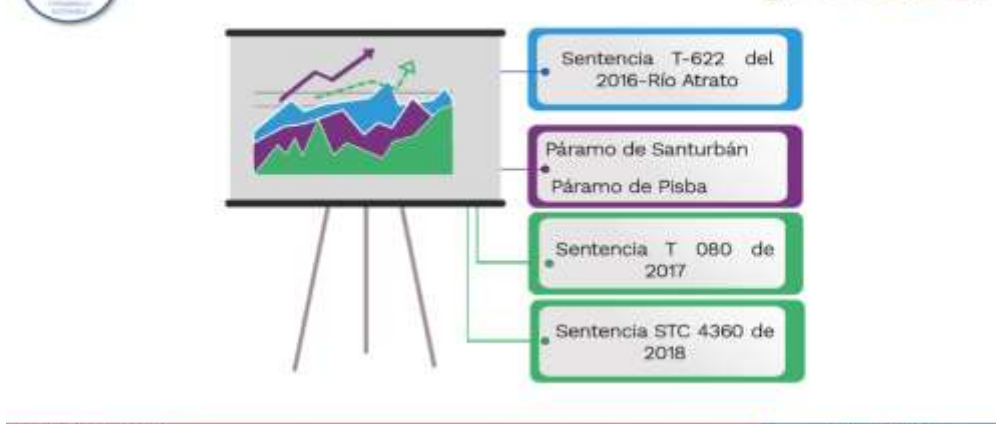 Sentencia T-622 del
2016-Río Atrato
Páramo de Santurbán
Páramo de Pisba
Sentencia T 080 de
2017
Sentencia STC 4360 de
2018